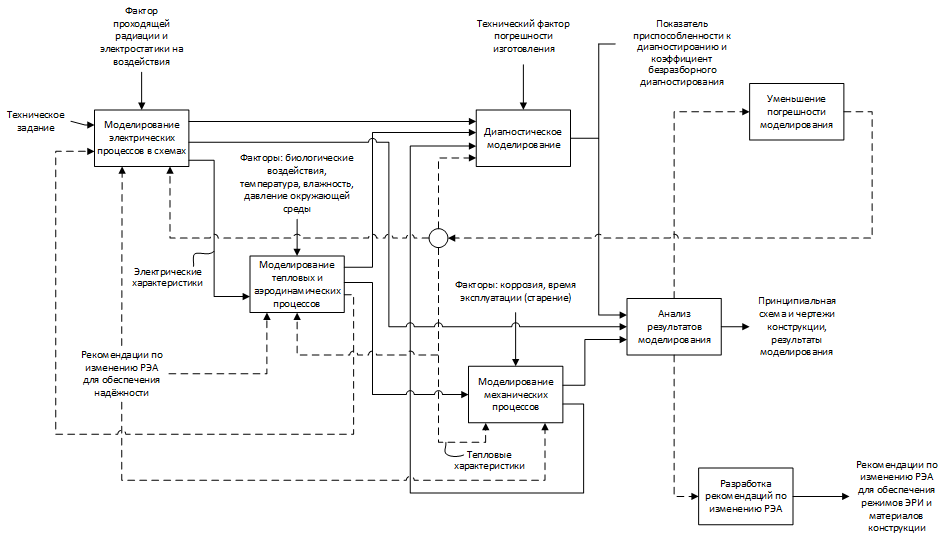 Фактор
проходящей
радиации и
электростатики на
воздействия
Технический фактор
погрешности
изготовления
Показатель
приспособленности к
диагностированию и
коэффициент
безразборного
диагностирования
Техническое
задание
Моделирование
электрических
процессов в схемах
Диагностическое
моделирование
Уменьшение
погрешности
моделирования
Факторы: биологические
воздействия,
температура, влажность,
давление окружающей
среды
Электрические
характеристики
Моделирование
тепловых и
аэродинамических
процессов
Факторы: коррозия, время
эксплуатации (старение)
Анализ
результатов
моделирования
Принципиальная
схема и чертежи
конструкции,
результаты
моделирования
Рекомендации по
изменению РЭА
для обеспечения
надёжности
Моделирование
механических
процессов
Тепловые
характеристики
Разработка
рекомендаций по
изменению РЭА
Рекомендации по
изменению РЭА
для обеспечения
режимов ЭРИ и
материалов
конструкции